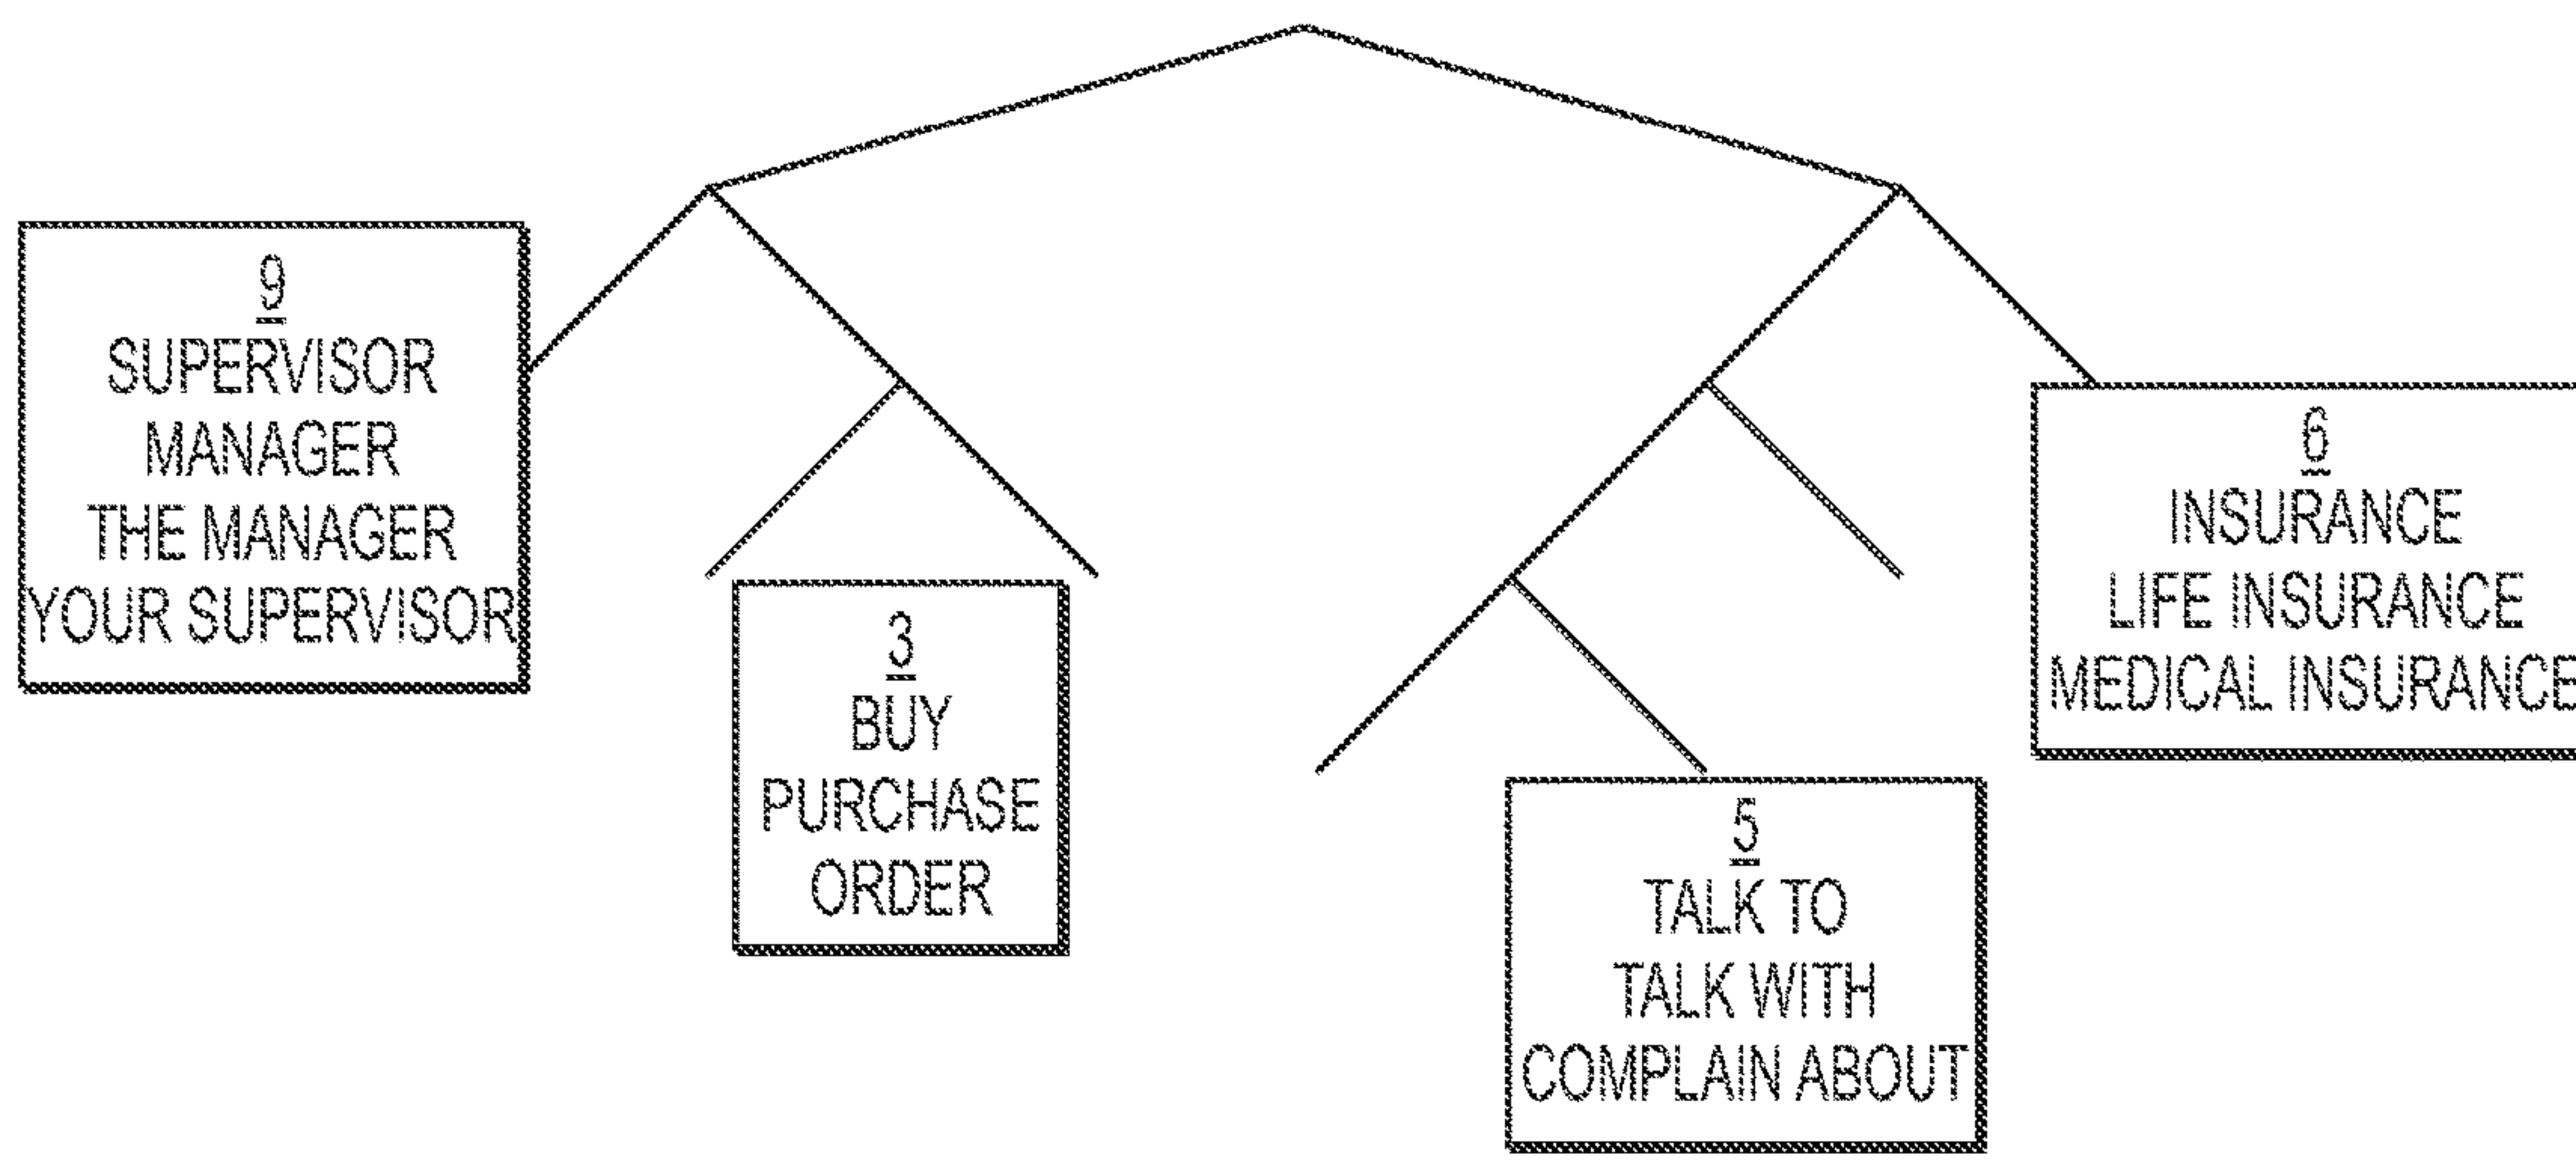 9
SUPERVISOR
MANAGER
THE MANAGER
YOUR SUPERVISOR
3
BUY
PURCHASE
ORDER
5
TALK TO
TALK WITH
COMPLAIN ABOUT
6
INSURANCE
LIFE INSURANCE
MEDICAL INSURANCE